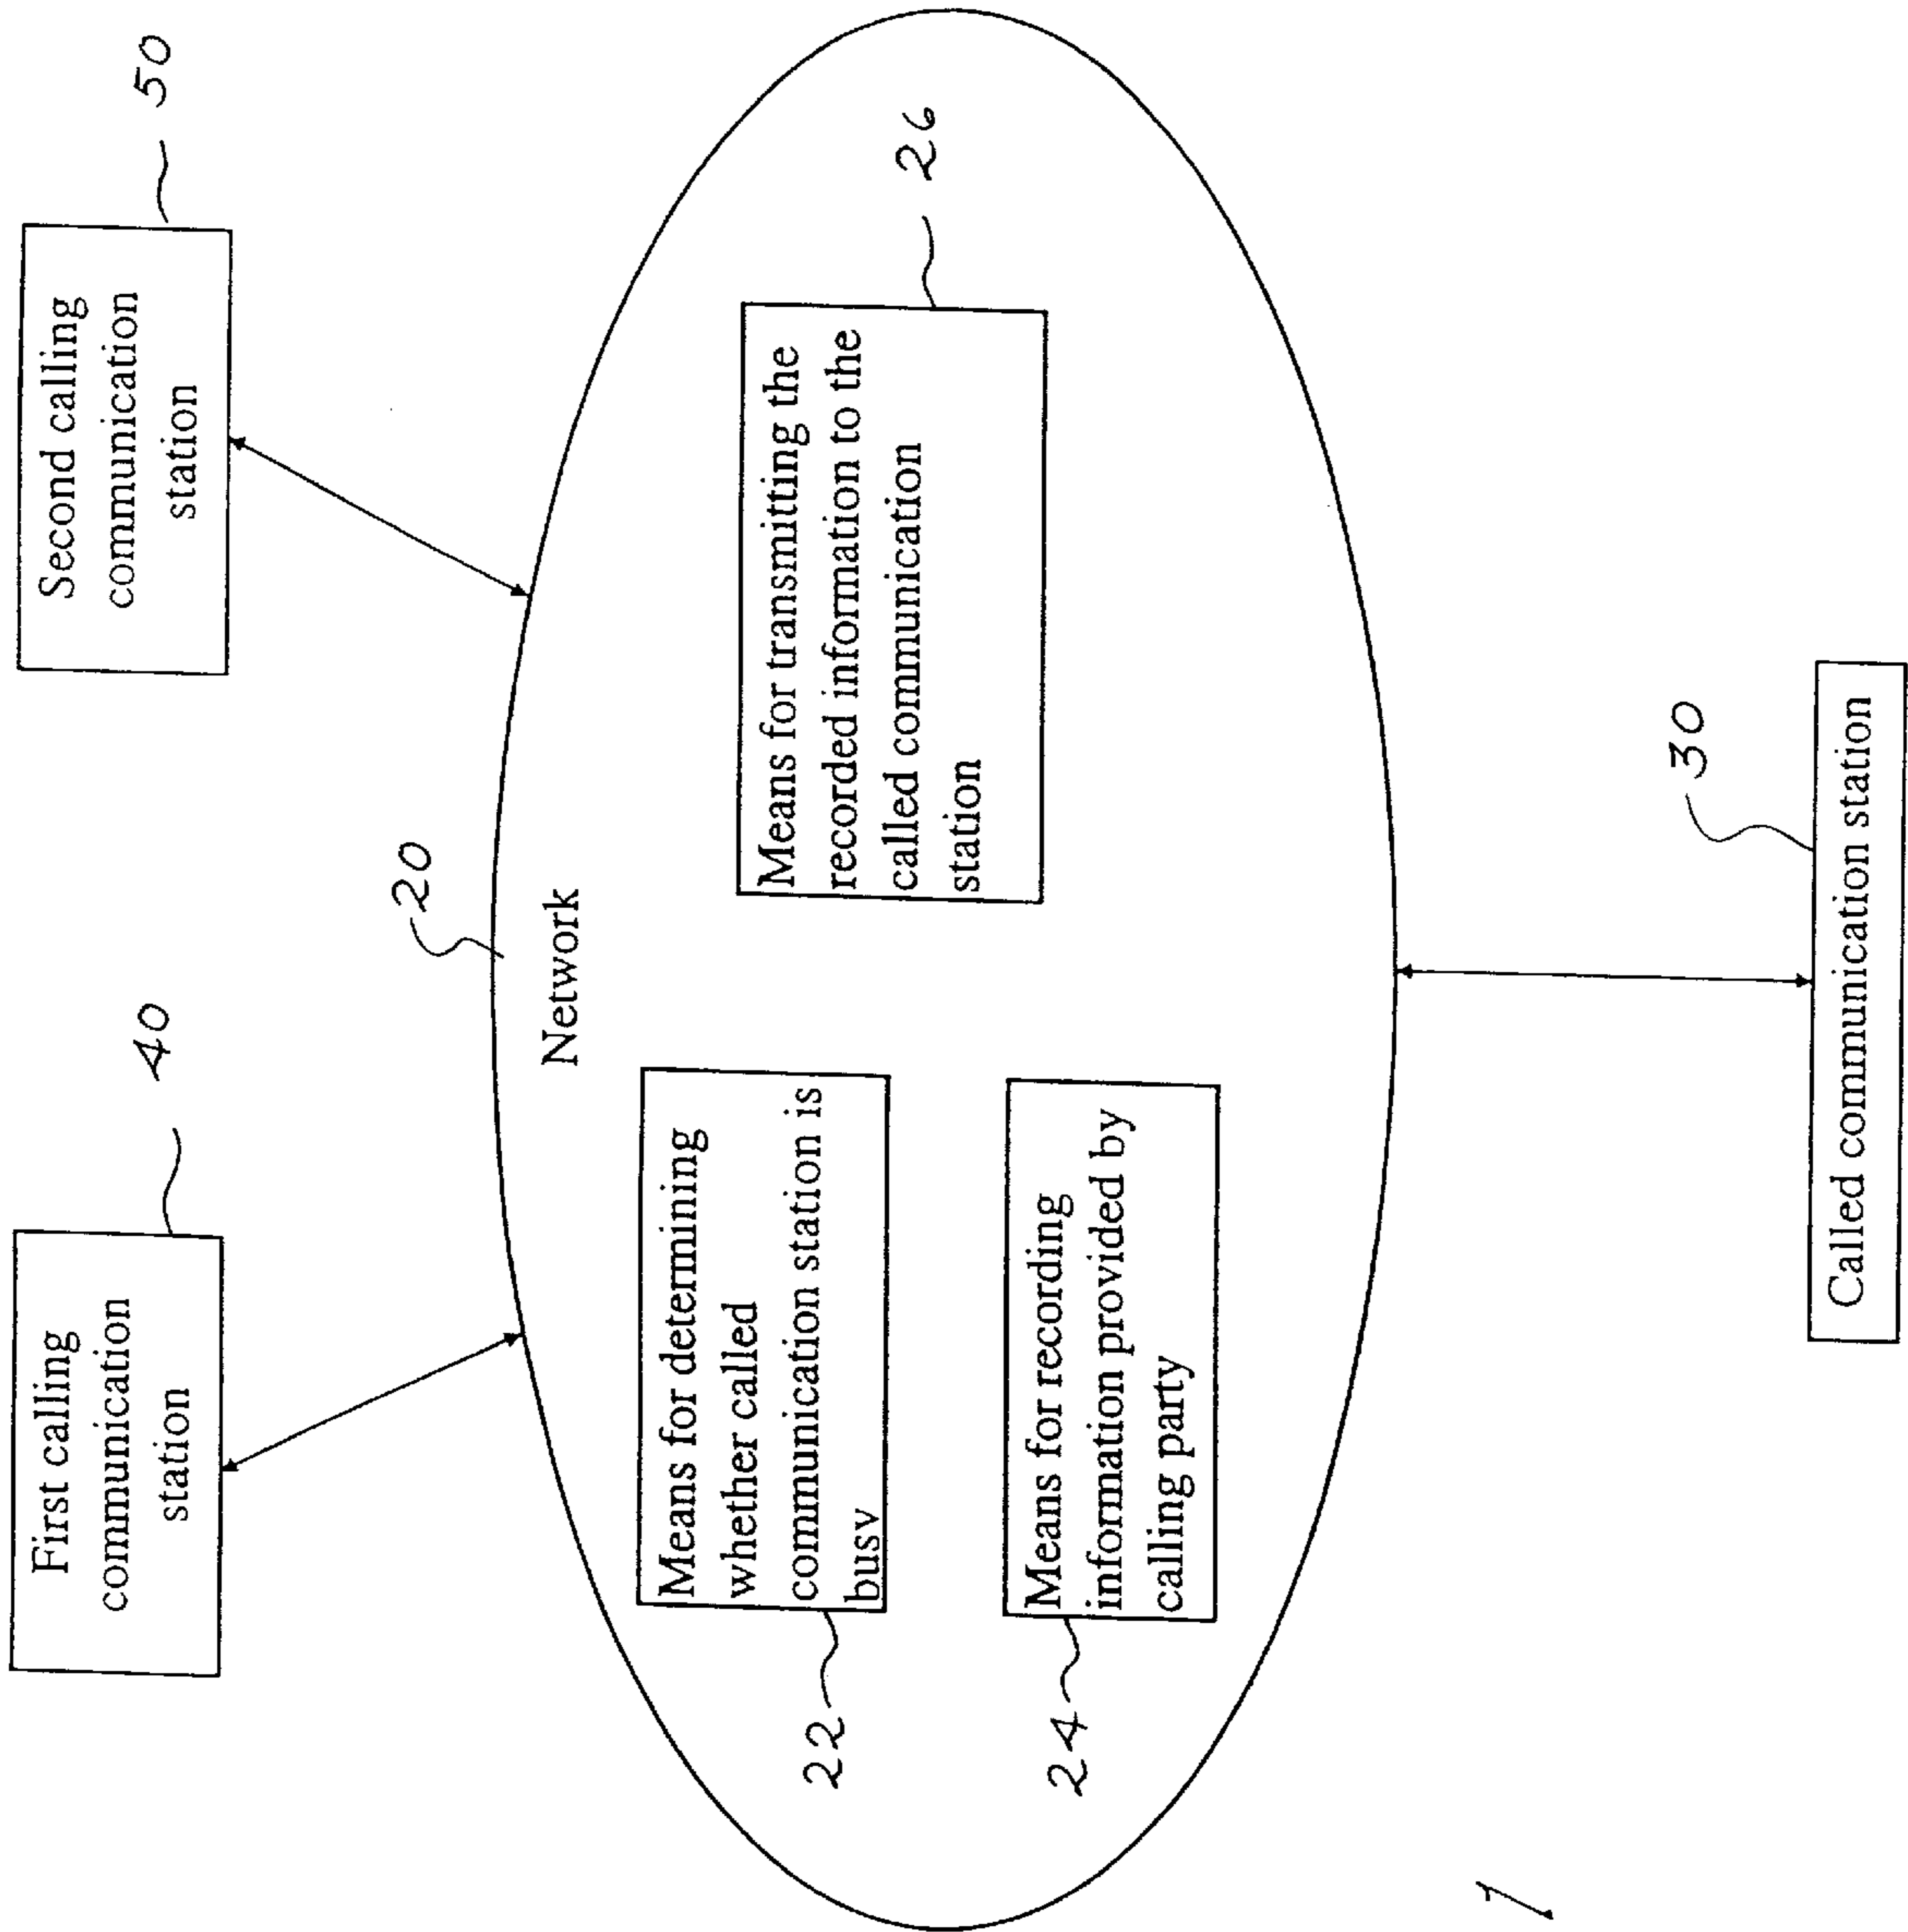 First calling
communication
station
40
Second calling
communication
station
50
20
Network
Means for determining
whether called
communication station is
busy
22
Means for recording
information provided by
calling party
24
Means for transmitting the
recorded information to the
called communication
station
26
30
Called communication station
1